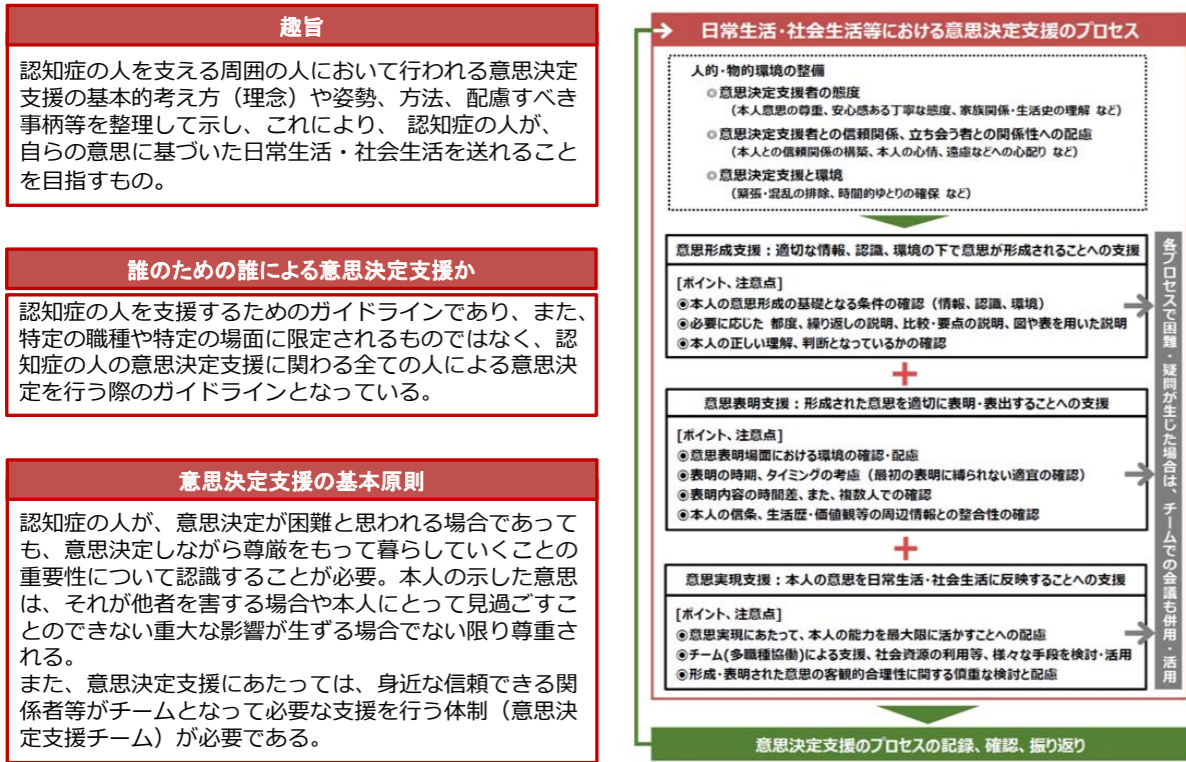 趣旨
認知症の人を支える周囲の人において行われる意思決定
支援の基本的考え方（理念）や姿勢、方法、配慮すべき
事柄等を整理して示し、これにより、 認知症の人が、
自らの意思に基づいた日常生活・社会生活を送れること
を目指すもの。
誰のための誰による意思決定支援か
認知症の人を支援するためのガイドラインであり、また、
特定の職種や特定の場面に限定されるものではなく、認
知症の人の意思決定支援に関わる全ての人による意思決
定を行う際のガイドラインとなっている。
意思決定支援の基本原則
認知症の人が、意思決定が困難と思われる場合であって
も、意思決定しながら尊厳をもって暮らしていくことの
重要性について認識することが必要。本人の示した意思
は、それが他者を害する場合や本人にとって見過ごすこ
とのできない重大な影響が生ずる場合でない限り尊重さ
れる。
また、意思決定支援にあたっては、身近な信頼できる関
係者等がチームとなって必要な支援を行う体制（意思決
定支援チーム）が必要である。
日常生活・社会生活等における意思決定支援のプロセス
人的・物的環境の整備
◎意思決定支援者の態度
（本人意思の尊重、安心感ある丁寧な態度、家族関係・生活史の理解 など）
◎意思決定支援者との信頼関係、立ち会う者との関係性への配慮
（本人との信頼関係の構築、本人の心情、遠慮などへの心配り など）
◎意思決定支援と環境
（緊張・混乱の排除、時間的ゆとりの確保 など）
意思形成支援：適切な情報、認識、環境の下で意思が形成されることへの支援
[ポイント、注意点]
◉本人の意思形成の基礎となる条件の確認（情報、認識、環境）
◉必要に応じた 都度、繰り返しの説明、比較・要点の説明、図や表を用いた説明
◉本人の正しい理解、判断となっているかの確認
+
意思表明支援：形成された意思を適切に表明・表出することへの支援
[ポイント、注意点]
◉意思表明場面における環境の確認・配慮
◉表明の時期、タイミングの考慮（最初の表明に縛られない適宜の確認）
◉表明内容の時間差、また、複数人での確認
◉本人の信条、生活歴・価値観等の周辺情報との整合性の確認
+
意思実現支援：本人の意思を日常生活・社会生活に反映することへの支援
[ポイント、注意点]
◉意思実現にあたって、本人の能力を最大限に活かすことへの配慮
◉チーム(多職種協働)による支援、社会資源の利用等、様々な手段を検討・活用
◉形成・表明された意思の客観的合理性に関する慎重な検討と配慮
各プロセスで困難・疑問が生じた場合は、チームでの会議も併用・活用
意思決定支援のプロセスの記録、確認、振り返り